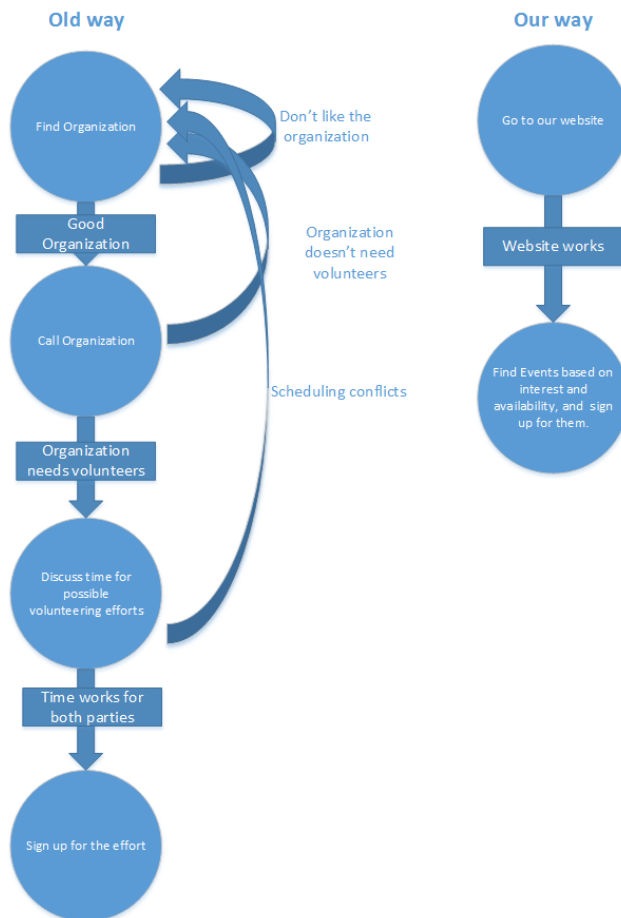 Old way
Find Organization
Don't like the
organization
Good
Organization
Organization
doesn't need
volunteers
Call Organization
Scheduling conflicts
Organization
needs volunteers
Discuss time for
possible
volunteering efforts
Time works for
both parties
Sign up for the effort
Our way
Go to our website
Website works
Find Events based on
interest and
availability, and  sign
up for them.